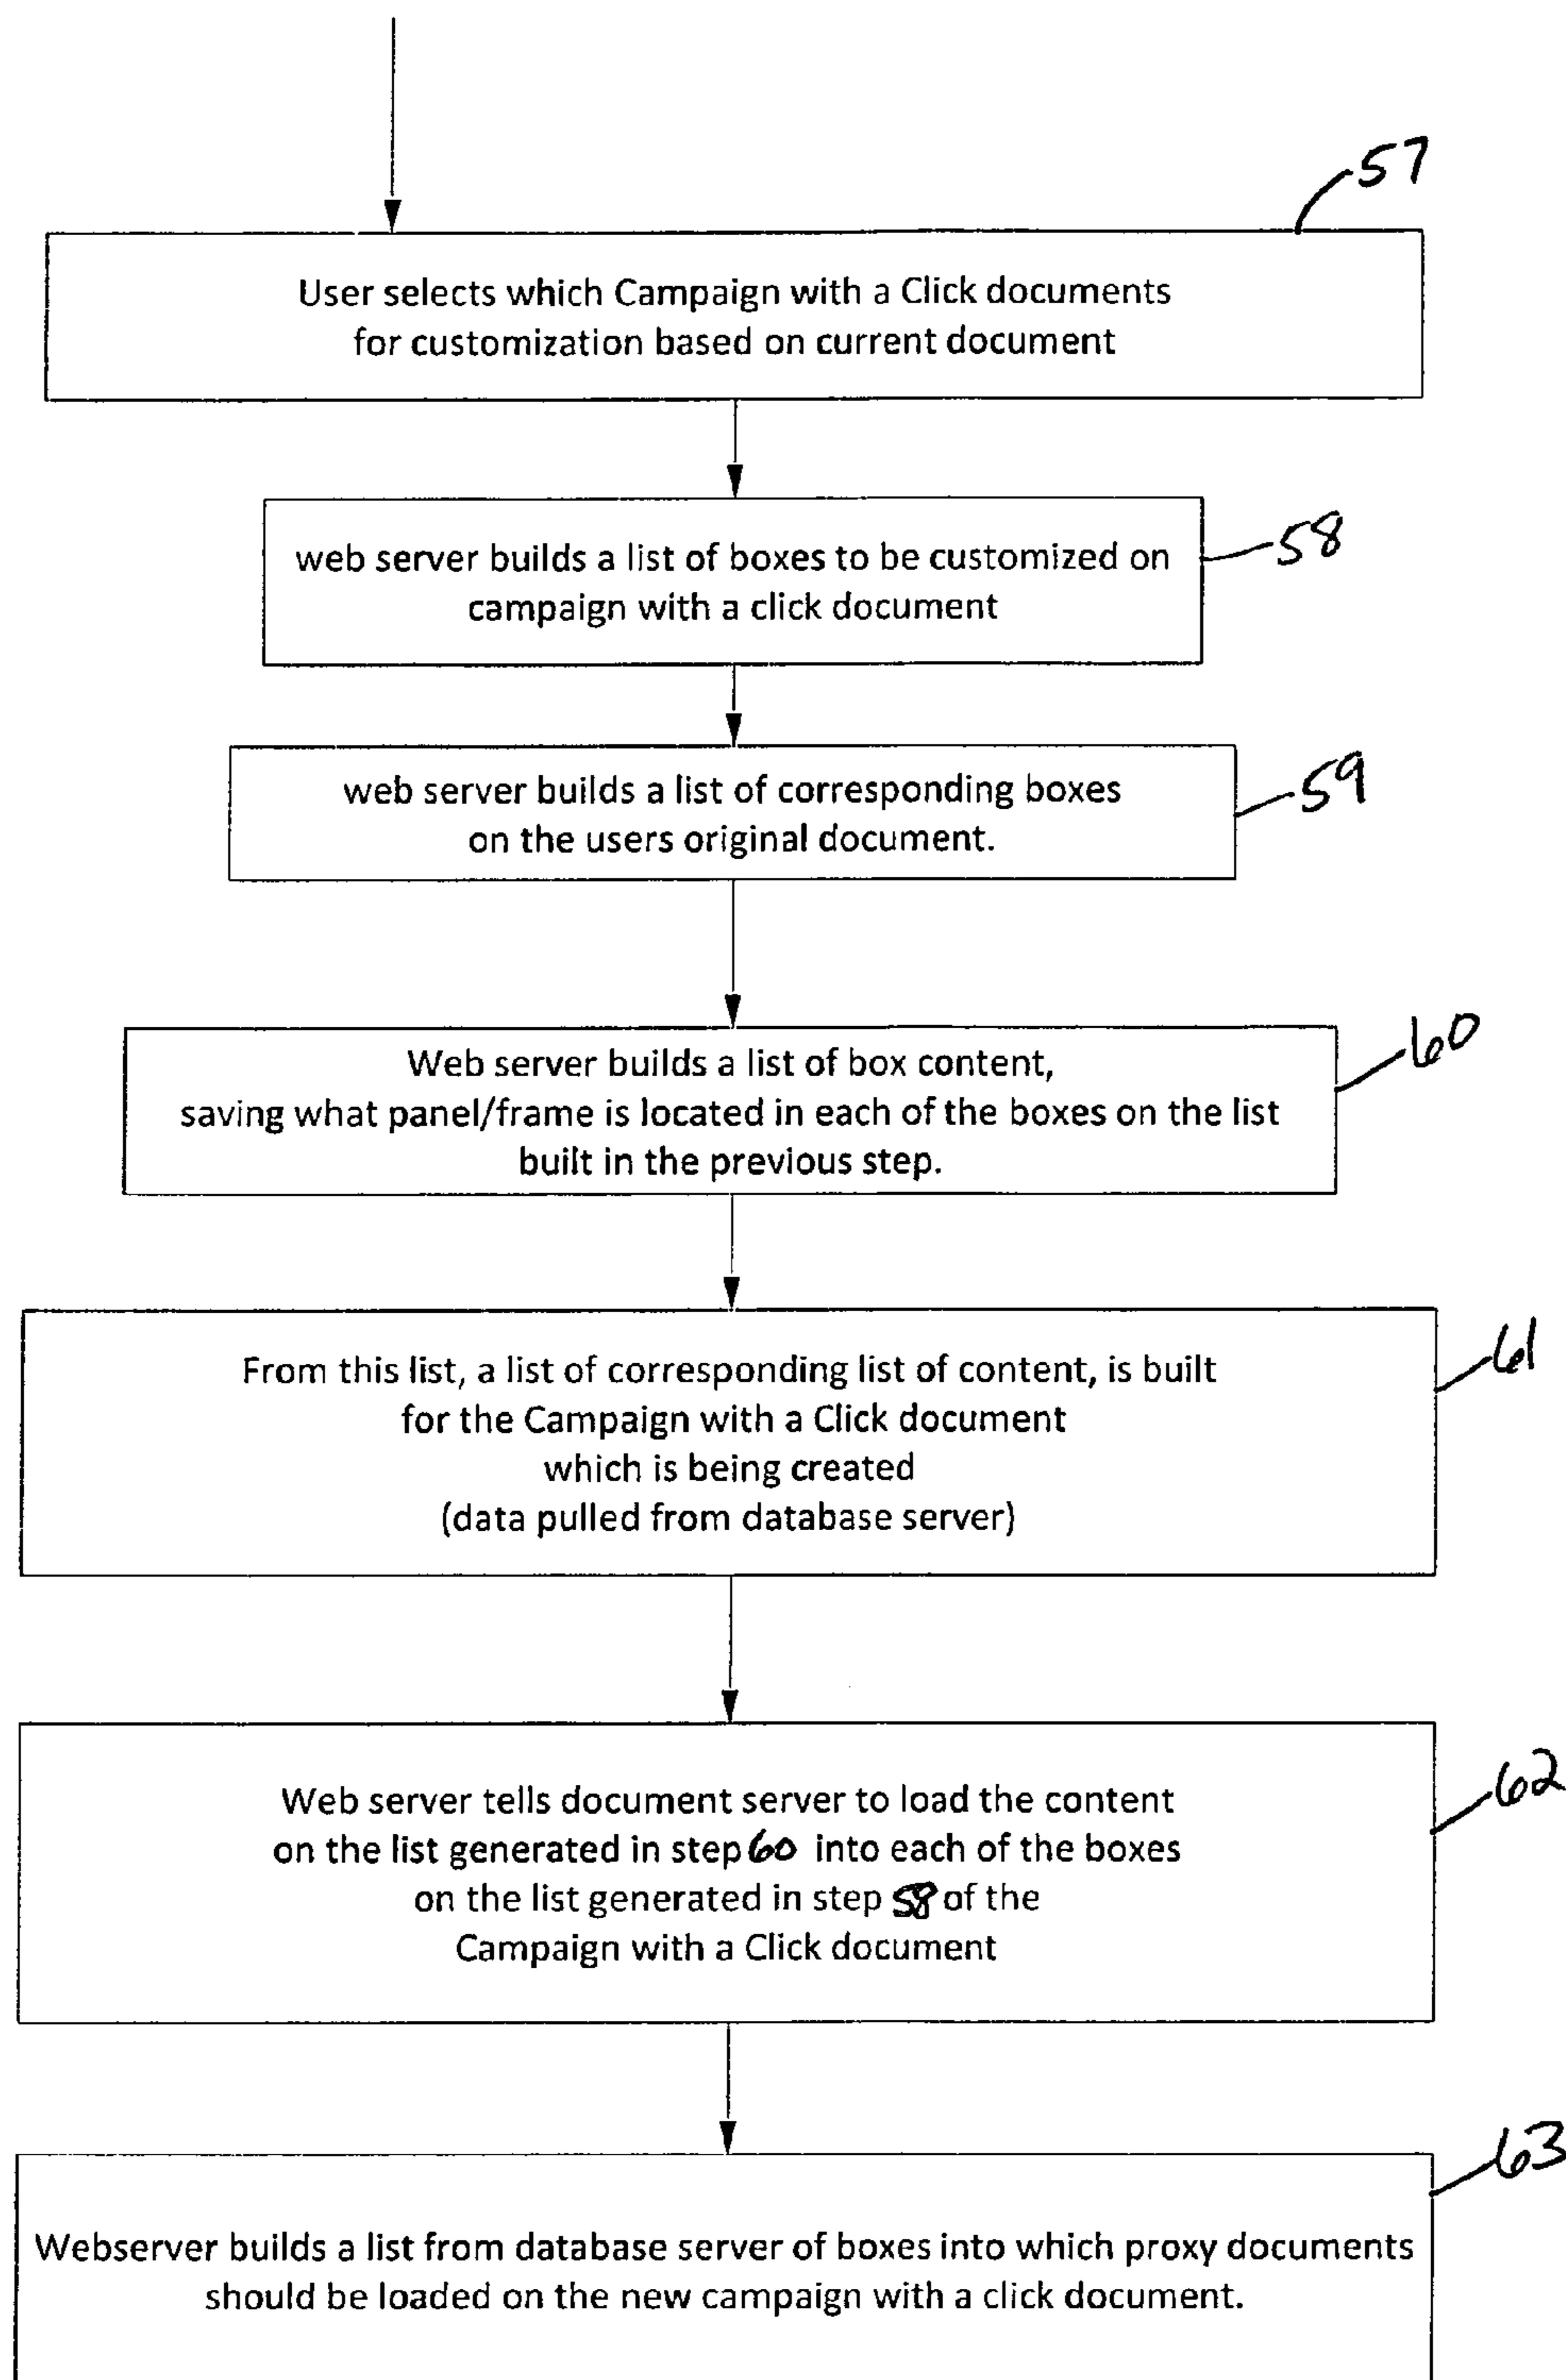 57
User selects which Campaign with a Click documents
for customization based on current document
58
web server builds a list of boxes to be customized on
campaign with a click document
59
web server builds a list of corresponding boxes
on the users original document.
60
Web server builds a list of box content,
saving what panel/frame is located in each of the boxes on the list
built in the previous step.
61
From this list, a list of corresponding list of content, is built
for the Campaign with a Click document
which is being created
(data pulled from database server)
62
Web server tells document server to load the content
on the list generated in step 60 into each of the boxes
on the list generated in step 58 of the
Campaign with a Click document
63
Webserver builds a list from database server of boxes into which proxy documents
should be loaded on the new campaign with a click document.